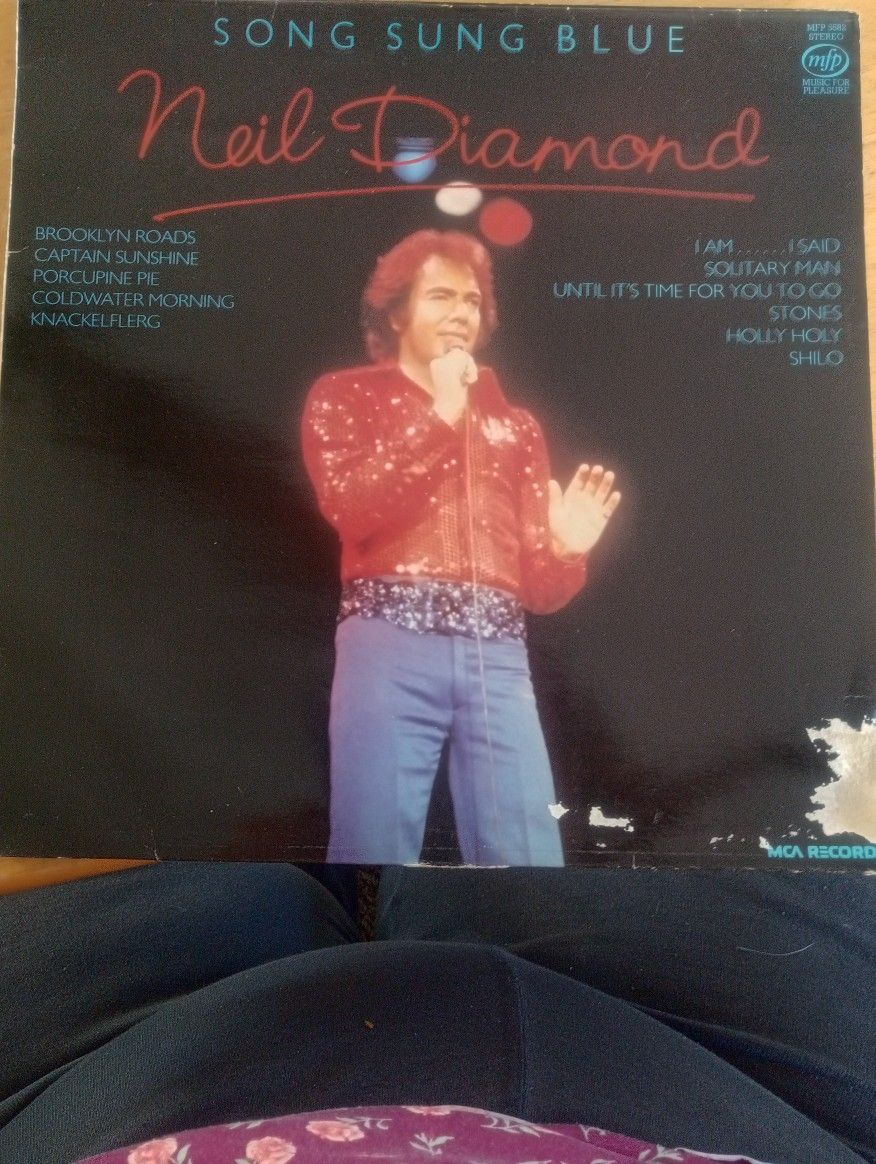 SONG SUNG BLUE
MFP 5582
STEREO
mfp
MUSIC FOR
PLEASURE
Neil Diamond
BROOKLYN ROADS
CAPTAIN SUNSHINE
PORCUPINE PIE
COLDWATER MORNING
KNACKELFLERG
I AM.......I SAID
SOLITARY MAN
UNTIL IT'S TIME FOR YOU TO GO
STONES
HOLLY HOLY
SHILO
MCA RECORD